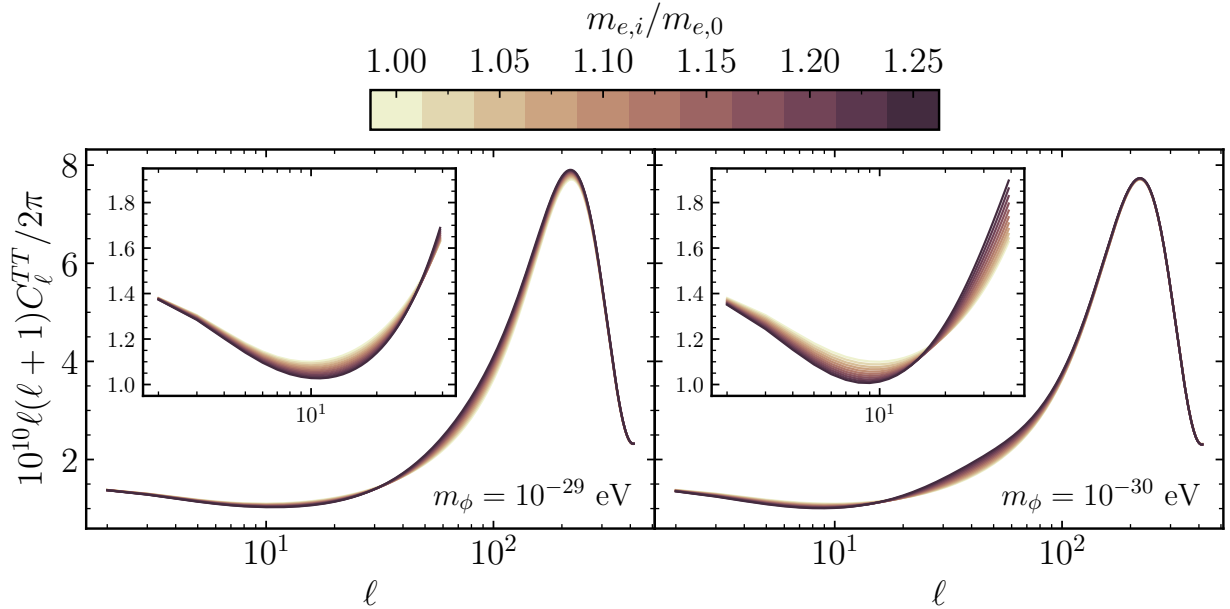 m_{e,i}/m_{e,0}
1.00 1.05 1.10 1.15 1.20 1.25
10^{10}ℓ(ℓ + 1)C_ℓ^{TT}/2π
8
6
4
2
1.8
1.6
1.4
1.2
1.0
10^1
m_ϕ = 10^{-29} eV
10^1 10^2
ℓ
1.8
1.6
1.4
1.2
1.0
10^1
m_ϕ = 10^{-30} eV
10^1 10^2
ℓ